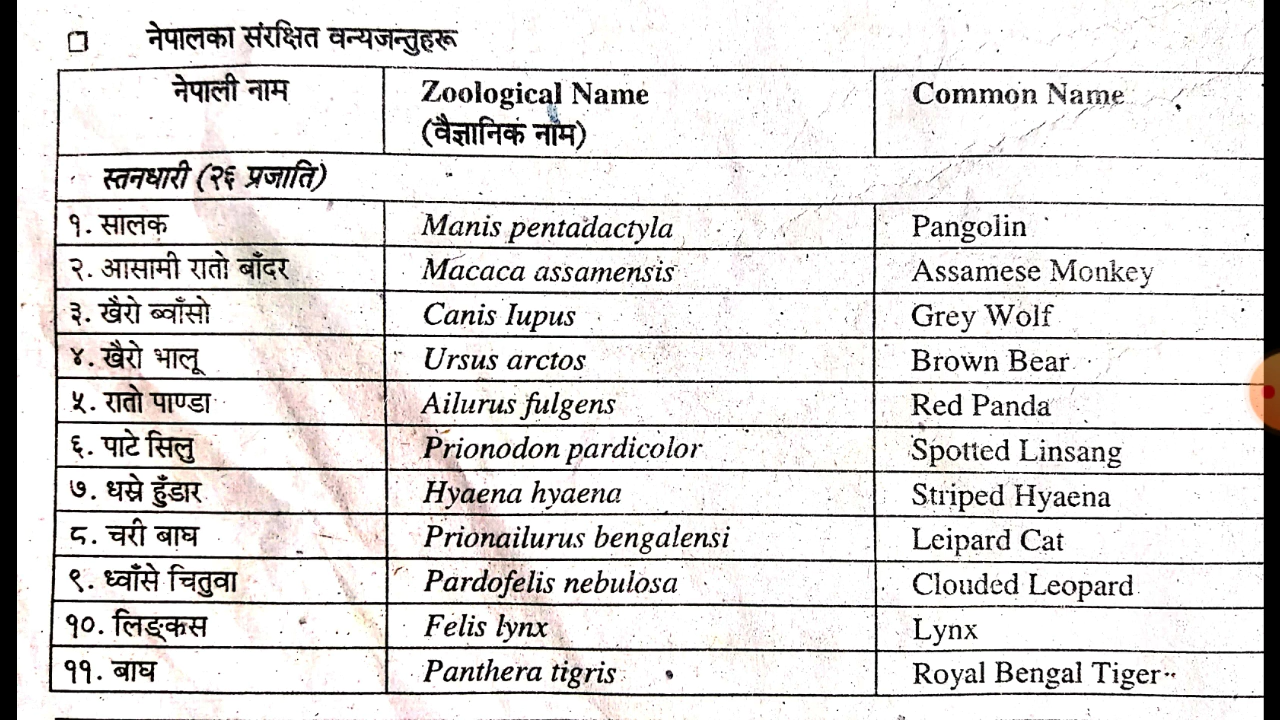 नेपालका संरक्षित वन्यजन्तुहरू
नेपाली नाम Zoological Name Common Name
(वैज्ञानिक नाम)
स्तनधारी (२६ प्रजाति)
१. सालक Manis pentadactyla Pangolin
२. आसामी रातो बाँदर Macaca assamensis Assamese Monkey
३. खैरो ब्वाँसो Canis Iupus Grey Wolf
४. खैरो भालू Ursus arctos Brown Bear
५. रातो पाण्डा Ailurus fulgens Red Panda
६. पाटे सिलु Prionodon pardicolor Spotted Linsang
७. धस्रे हुँडार Hyaena hyaena Striped Hyaena
८. चरी बाघ Prionailurus bengalensi Leipard Cat
९. ध्वाँसे चितुवा Pardofelis nebulosa Clouded Leopard
१०. लिङ्कस Felis lynx Lynx
११. बाघ Panthera tigris Royal Bengal Tiger